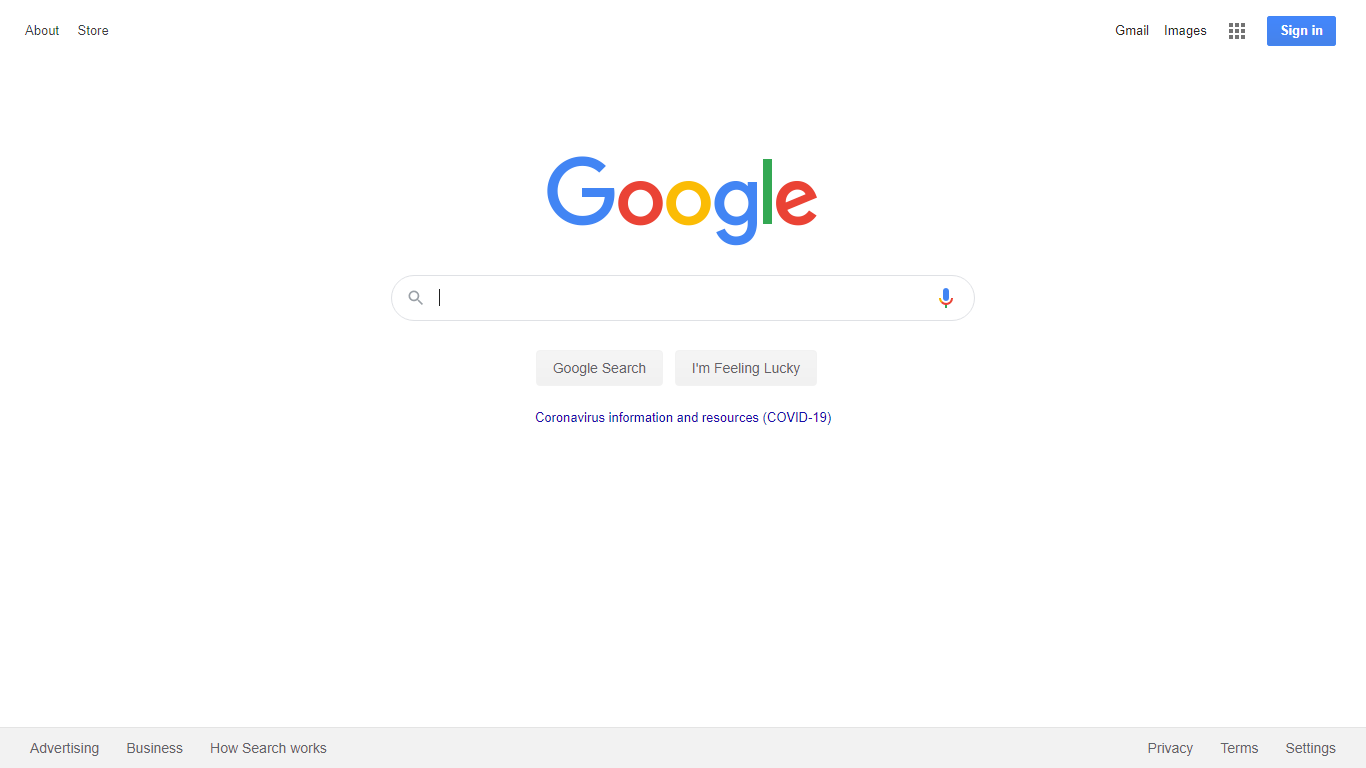 About Store Gmail Images Sign in
Google
Google Search I'm Feeling Lucky
Coronavirus information and resources (COVID-19)
Advertising Business How Search works Privacy Terms Settings